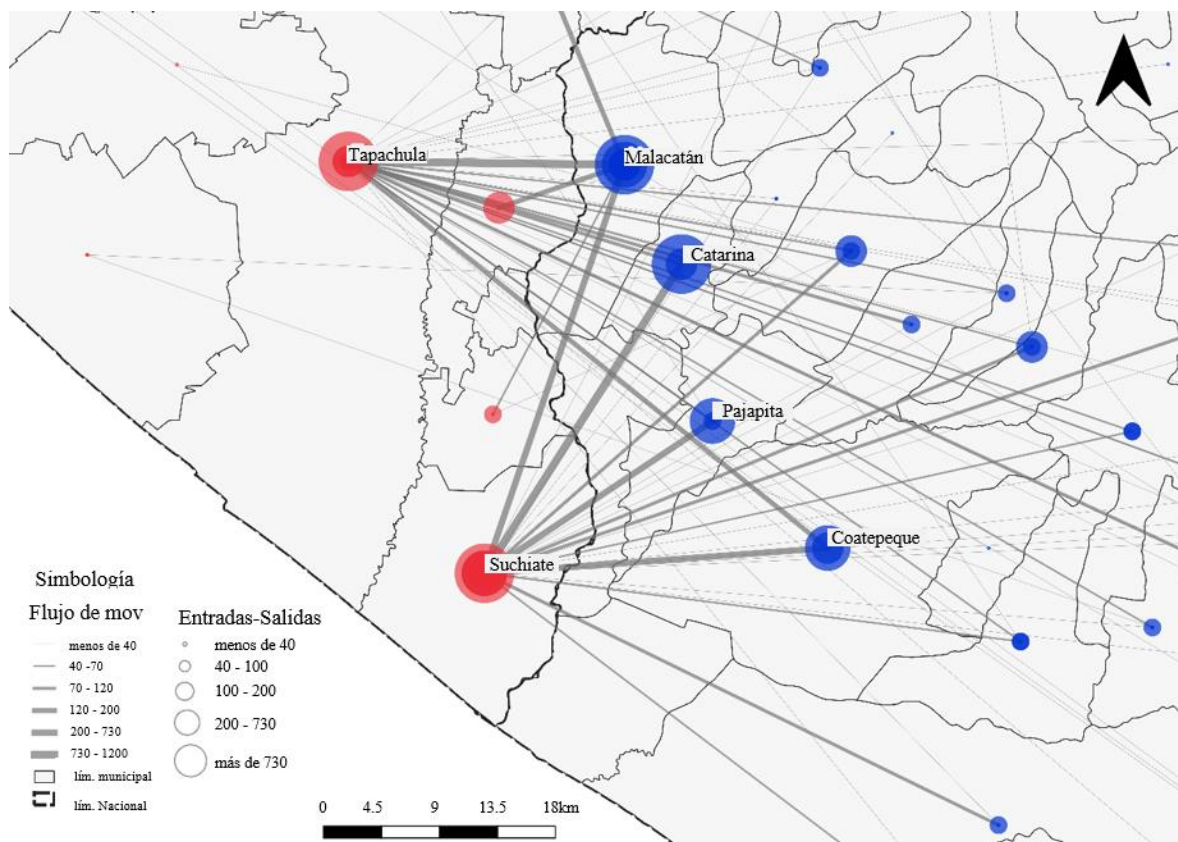 Tapachula
Malacatán
Catarina
Pajapita
Coatepeque
Suchiate
Simbología
Flujo de mov
menos de 40
40 -70
70 - 120
120 - 200
200 - 730
730 - 1200
lím. municipal
lím. Nacional
Entradas-Salidas
menos de 40
40 - 100
100 - 200
200 - 730
más de 730
0 4.5 9 13.5 18km